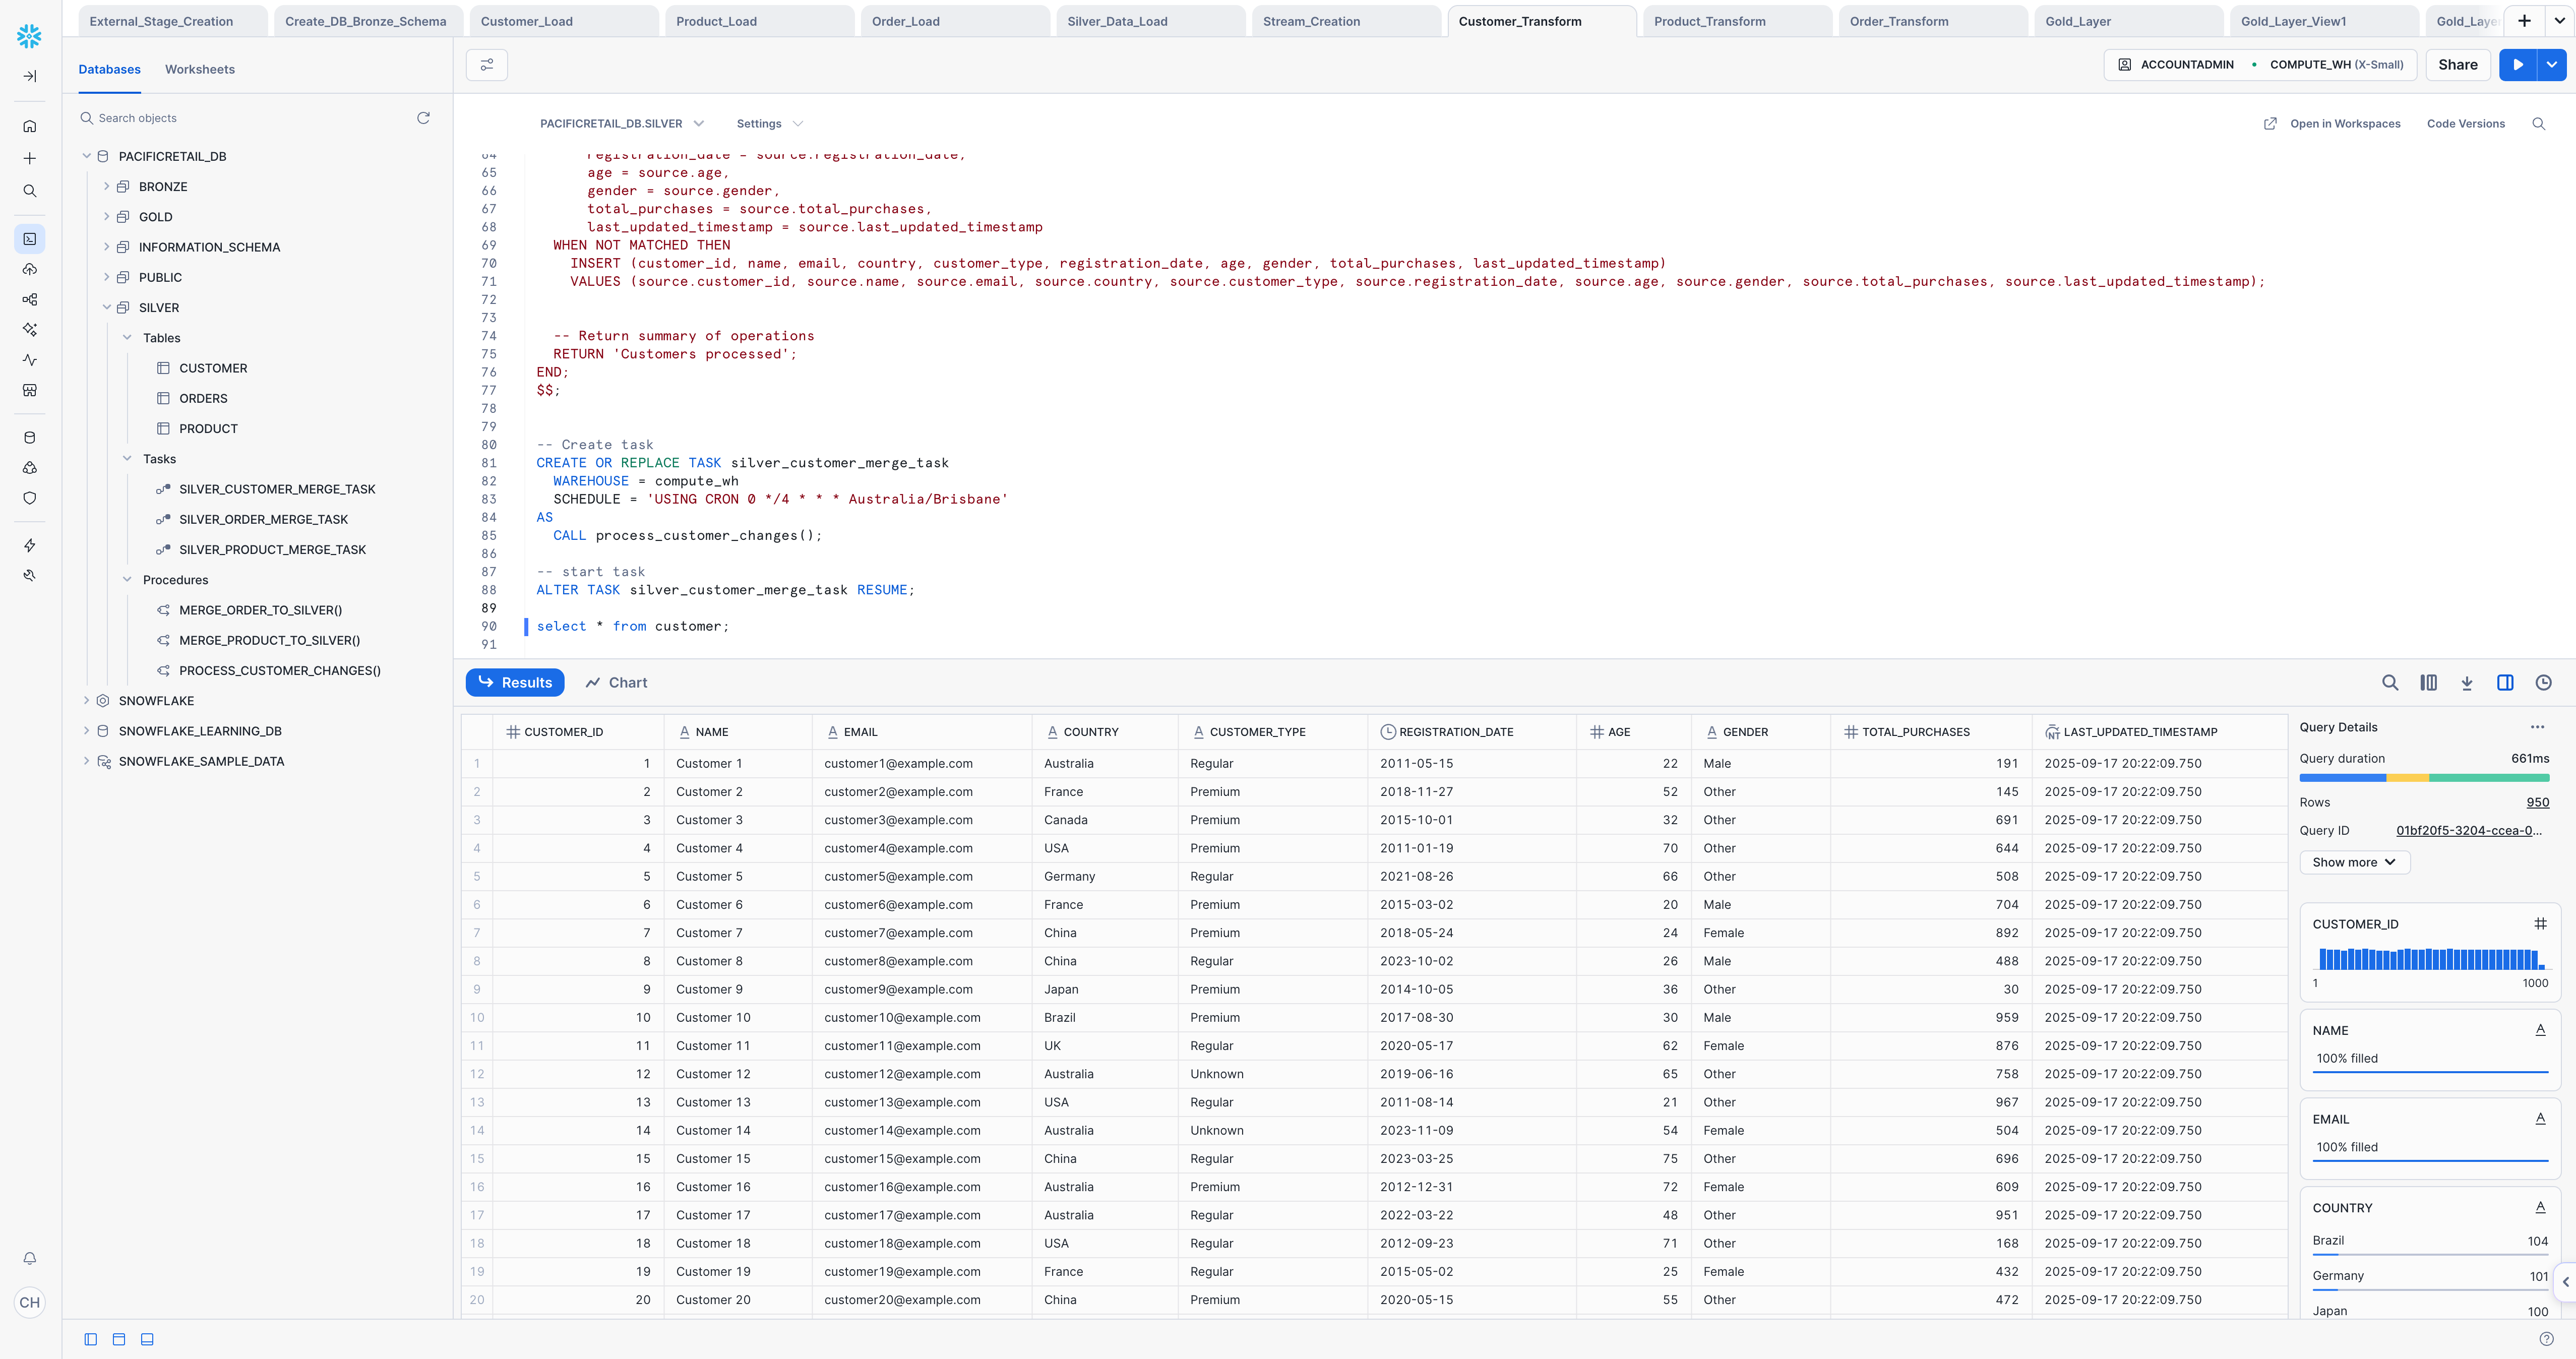 External_Stage_Creation Create_DB_Bronze_Schema Customer_Load Product_Load Order_Load Silver_Data_Load Stream_Creation Customer_Transform Product_Transform Order_Transform Gold_Layer Gold_Layer_View1 Gold_Laye
Databases Worksheets
ACCOUNTADMIN COMPUTE_WH (X-Small) Share
Search objects
PACIFICRETAIL_DB
BRONZE
GOLD
INFORMATION_SCHEMA
PUBLIC
SILVER
Tables
CUSTOMER
ORDERS
PRODUCT
Tasks
SILVER_CUSTOMER_MERGE_TASK
SILVER_ORDER_MERGE_TASK
SILVER_PRODUCT_MERGE_TASK
Procedures
MERGE_ORDER_TO_SILVER()
MERGE_PRODUCT_TO_SILVER()
PROCESS_CUSTOMER_CHANGES()
SNOWFLAKE
SNOWFLAKE_LEARNING_DB
SNOWFLAKE_SAMPLE_DATA
CH
PACIFICRETAIL_DB.SILVER Settings Open in Workspaces Code Versions
64 registration_date = source.registration_date,
65 age = source.age,
66 gender = source.gender,
67 total_purchases = source.total_purchases,
68 last_updated_timestamp = source.last_updated_timestamp
69 WHEN NOT MATCHED THEN
70 INSERT (customer_id, name, email, country, customer_type, registration_date, age, gender, total_purchases, last_updated_timestamp)
71 VALUES (source.customer_id, source.name, source.email, source.country, source.customer_type, source.registration_date, source.age, source.gender, source.total_purchases, source.last_updated_timestamp);
72
73
74 -- Return summary of operations
75 RETURN 'Customers processed';
76 END;
77 $$;
78
79
80 -- Create task
81 CREATE OR REPLACE TASK silver_customer_merge_task
82 WAREHOUSE = compute_wh
83 SCHEDULE = 'USING CRON 0 */4 * * * Australia/Brisbane'
84 AS
85 CALL process_customer_changes();
86
87 -- start task
88 ALTER TASK silver_customer_merge_task RESUME;
89
90 select * from customer;
91
Results Chart
CUSTOMER_ID NAME EMAIL COUNTRY CUSTOMER_TYPE REGISTRATION_DATE AGE GENDER TOTAL_PURCHASES LAST_UPDATED_TIMESTAMP
1 1 Customer 1 customer1@example.com Australia Regular 2011-05-15 22 Male 191 2025-09-17 20:22:09.750
2 2 Customer 2 customer2@example.com France Premium 2018-11-27 52 Other 145 2025-09-17 20:22:09.750
3 3 Customer 3 customer3@example.com Canada Premium 2015-10-01 32 Other 691 2025-09-17 20:22:09.750
4 4 Customer 4 customer4@example.com USA Premium 2011-01-19 70 Other 644 2025-09-17 20:22:09.750
5 5 Customer 5 customer5@example.com Germany Regular 2021-08-26 66 Other 508 2025-09-17 20:22:09.750
6 6 Customer 6 customer6@example.com France Premium 2015-03-02 20 Male 704 2025-09-17 20:22:09.750
7 7 Customer 7 customer7@example.com China Premium 2018-05-24 24 Female 892 2025-09-17 20:22:09.750
8 8 Customer 8 customer8@example.com China Regular 2023-10-02 26 Male 488 2025-09-17 20:22:09.750
9 9 Customer 9 customer9@example.com Japan Premium 2014-10-05 36 Other 30 2025-09-17 20:22:09.750
10 10 Customer 10 customer10@example.com Brazil Premium 2017-08-30 30 Male 959 2025-09-17 20:22:09.750
11 11 Customer 11 customer11@example.com UK Regular 2020-05-17 62 Female 876 2025-09-17 20:22:09.750
12 12 Customer 12 customer12@example.com Australia Unknown 2019-06-16 65 Other 758 2025-09-17 20:22:09.750
13 13 Customer 13 customer13@example.com USA Regular 2011-08-14 21 Other 967 2025-09-17 20:22:09.750
14 14 Customer 14 customer14@example.com Australia Unknown 2023-11-09 54 Female 504 2025-09-17 20:22:09.750
15 15 Customer 15 customer15@example.com China Regular 2023-03-25 75 Other 696 2025-09-17 20:22:09.750
16 16 Customer 16 customer16@example.com Australia Premium 2012-12-31 72 Female 609 2025-09-17 20:22:09.750
17 17 Customer 17 customer17@example.com Australia Regular 2022-03-22 48 Other 951 2025-09-17 20:22:09.750
18 18 Customer 18 customer18@example.com USA Regular 2012-09-23 71 Other 168 2025-09-17 20:22:09.750
19 19 Customer 19 customer19@example.com France Regular 2015-05-02 25 Female 432 2025-09-17 20:22:09.750
20 20 Customer 20 customer20@example.com China Premium 2020-05-15 55 Other 472 2025-09-17 20:22:09.750
Query Details ...
Query duration 661ms
Rows 950
Query ID 01bf20f5-3204-ccea-0...
Show more
CUSTOMER_ID
1 1000
NAME
100% filled
EMAIL
100% filled
COUNTRY
Brazil 104
Germany 101
Japan 100